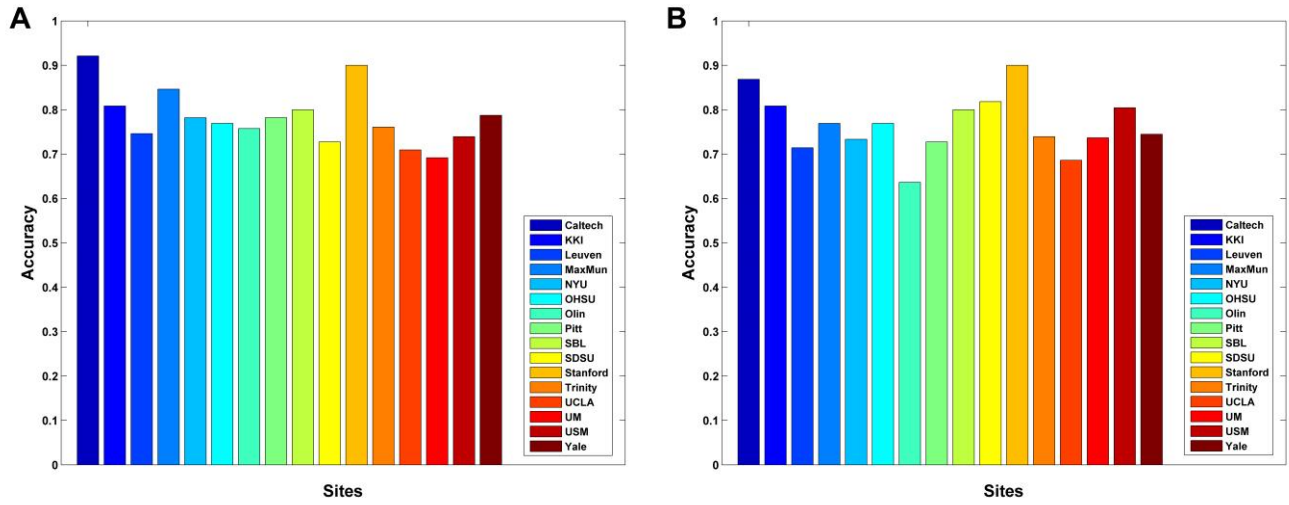 A
1
0.9
0.8
0.7
0.6
0.5
0.4
0.3
0.2
0.1
0
Accuracy
Sites
Caltech
KKI
Leuven
MaxMun
NYU
OHSU
Olin
Pitt
SBL
SDSU
Stanford
Trinity
UCLA
UM
USM
Yale
B
1
0.9
0.8
0.7
0.6
0.5
0.4
0.3
0.2
0.1
0
Accuracy
Sites
Caltech
KKI
Leuven
MaxMun
NYU
OHSU
Olin
Pitt
SBL
SDSU
Stanford
Trinity
UCLA
UM
USM
Yale